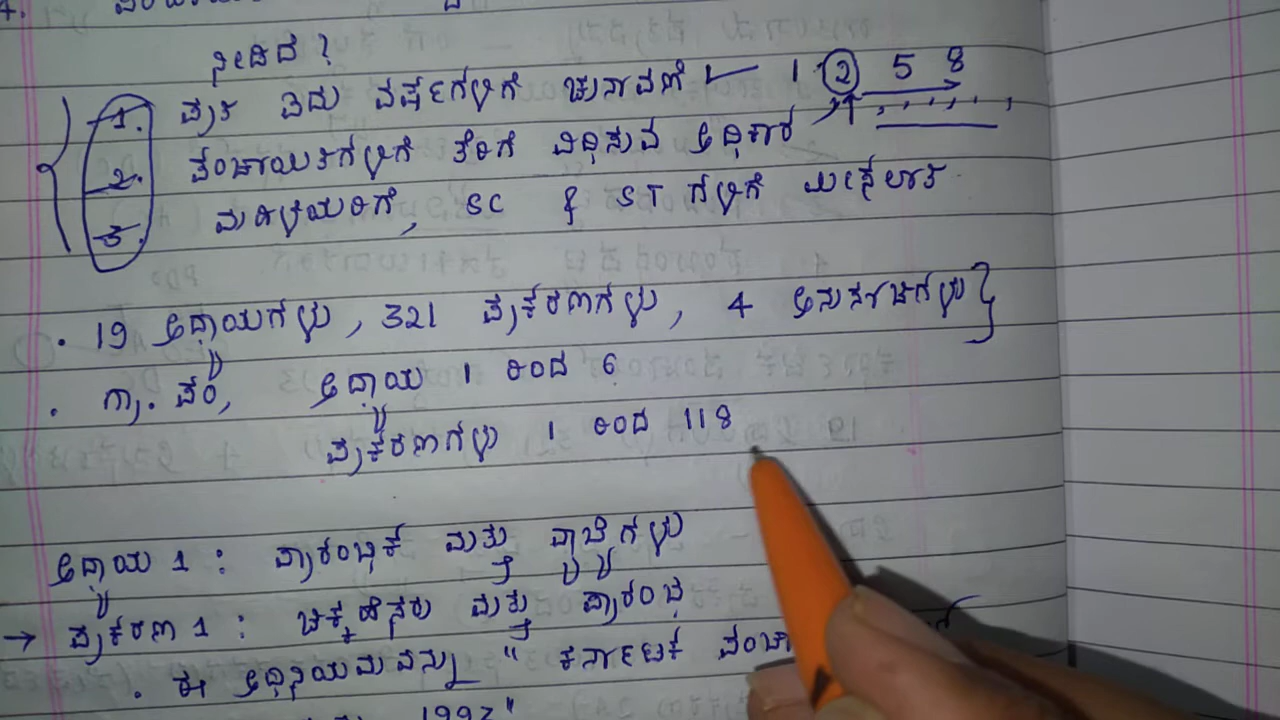 4.
ನೀಡಿದೆ ?
1. ಪ್ರತಿ ಐದು ವರ್ಷಗಳಿಗೆ ಚುನಾವಣೆ 1 2 5 8
2. ಪಂಚಾಯತಿಗಳಿಗೆ ತೆರಿಗೆ ವಿಧಿಸುವ ಅಧಿಕಾರ
3. ಮಹಿಳೆಯರಿಗೆ, SC & ST ಗಳಿಗೆ ಮೀಸಲಾತಿ
. 19 ಅಧ್ಯಾಯಗಳು, 321 ಪ್ರಕರಣಗಳು, 4 ಅನುಸೂಚಿಗಳು}
. ಗ್ರಾ. ಪಂ, ಅಧ್ಯಾಯ 1 ರಿಂದ 6
ಪ್ರಕರಣಗಳು 1 ರಿಂದ 118
ಅಧ್ಯಾಯ 1 : ಪ್ರಾರಂಭಿಕ ಮತ್ತು ವ್ಯಾಖ್ಯೆಗಳು
→ ಪ್ರಕರಣ 1 : ಚಿಕ್ಕ ಹೆಸರು ಮತ್ತು ಪ್ರಾರಂಭ
. ಈ ಅಧಿನಿಯಮವನ್ನು " ಕರ್ನಾಟಕ
1993"